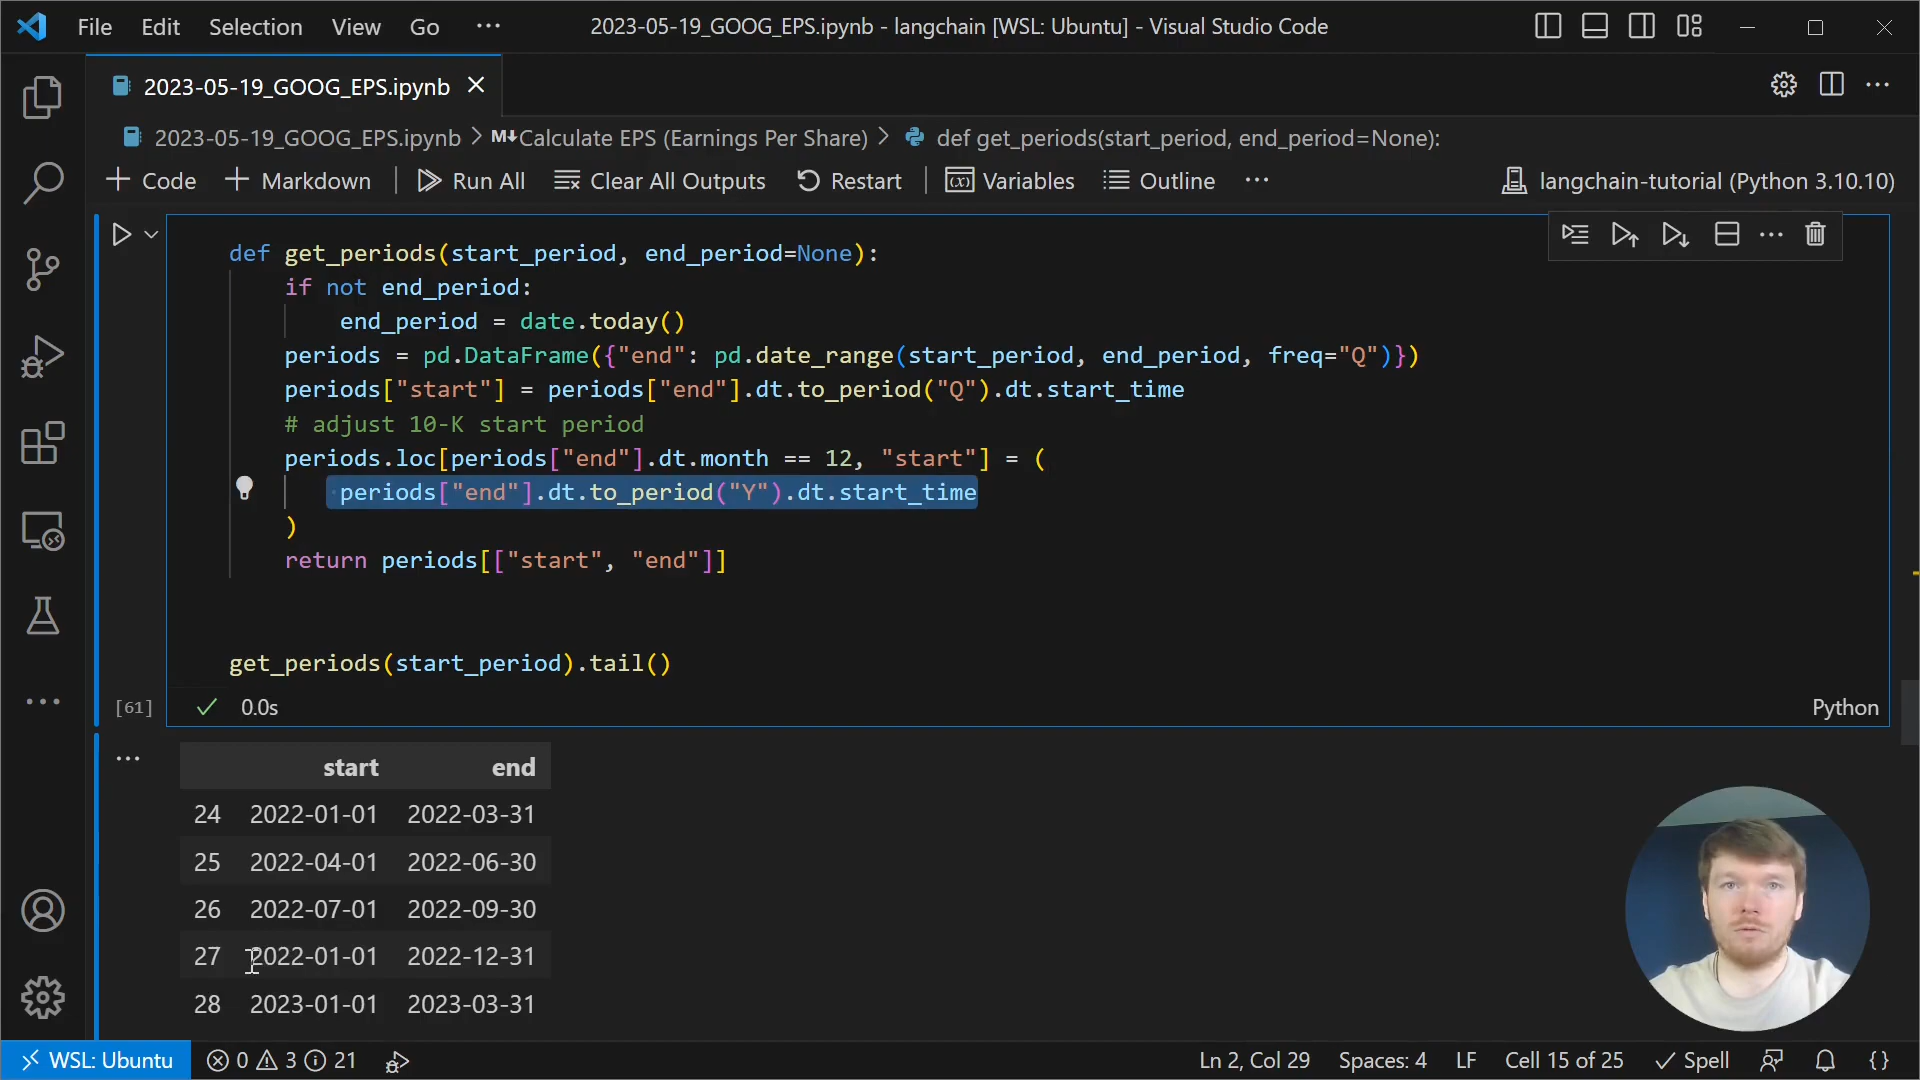 File Edit Selection View Go ··· 2023-05-19_GOOG_EPS.ipynb - langchain [WSL: Ubuntu] - Visual Studio Code
2023-05-19_GOOG_EPS.ipynb
2023-05-19_GOOG_EPS.ipynb > M↓Calculate EPS (Earnings Per Share) > def get_periods(start_period, end_period=None):
+ Code + Markdown | Run All Clear All Outputs Restart | Variables Outline ··· langchain-tutorial (Python 3.10.10)
def get_periods(start_period, end_period=None):
    if not end_period:
        end_period = date.today()
    periods = pd.DataFrame({"end": pd.date_range(start_period, end_period, freq="Q")})
    periods["start"] = periods["end"].dt.to_period("Q").dt.start_time
    # adjust 10-K start period
    periods.loc[periods["end"].dt.month == 12, "start"] = (
        periods["end"].dt.to_period("Y").dt.start_time
    )
    return periods[["start", "end"]]
get_periods(start_period).tail()
[61] ✓ 0.0s Python
start end
24 2022-01-01 2022-03-31
25 2022-04-01 2022-06-30
26 2022-07-01 2022-09-30
27 2022-01-01 2022-12-31
28 2023-01-01 2023-03-31
WSL: Ubuntu 0 3 21 Ln 2, Col 29 Spaces: 4 LF Cell 15 of 25 ✓ Spell {}